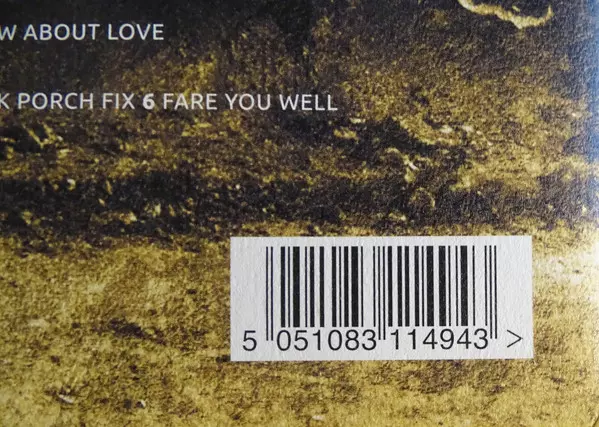 W ABOUT LOVE
K PORCH FIX 6 FARE YOU WELL
5 051083 114943 >